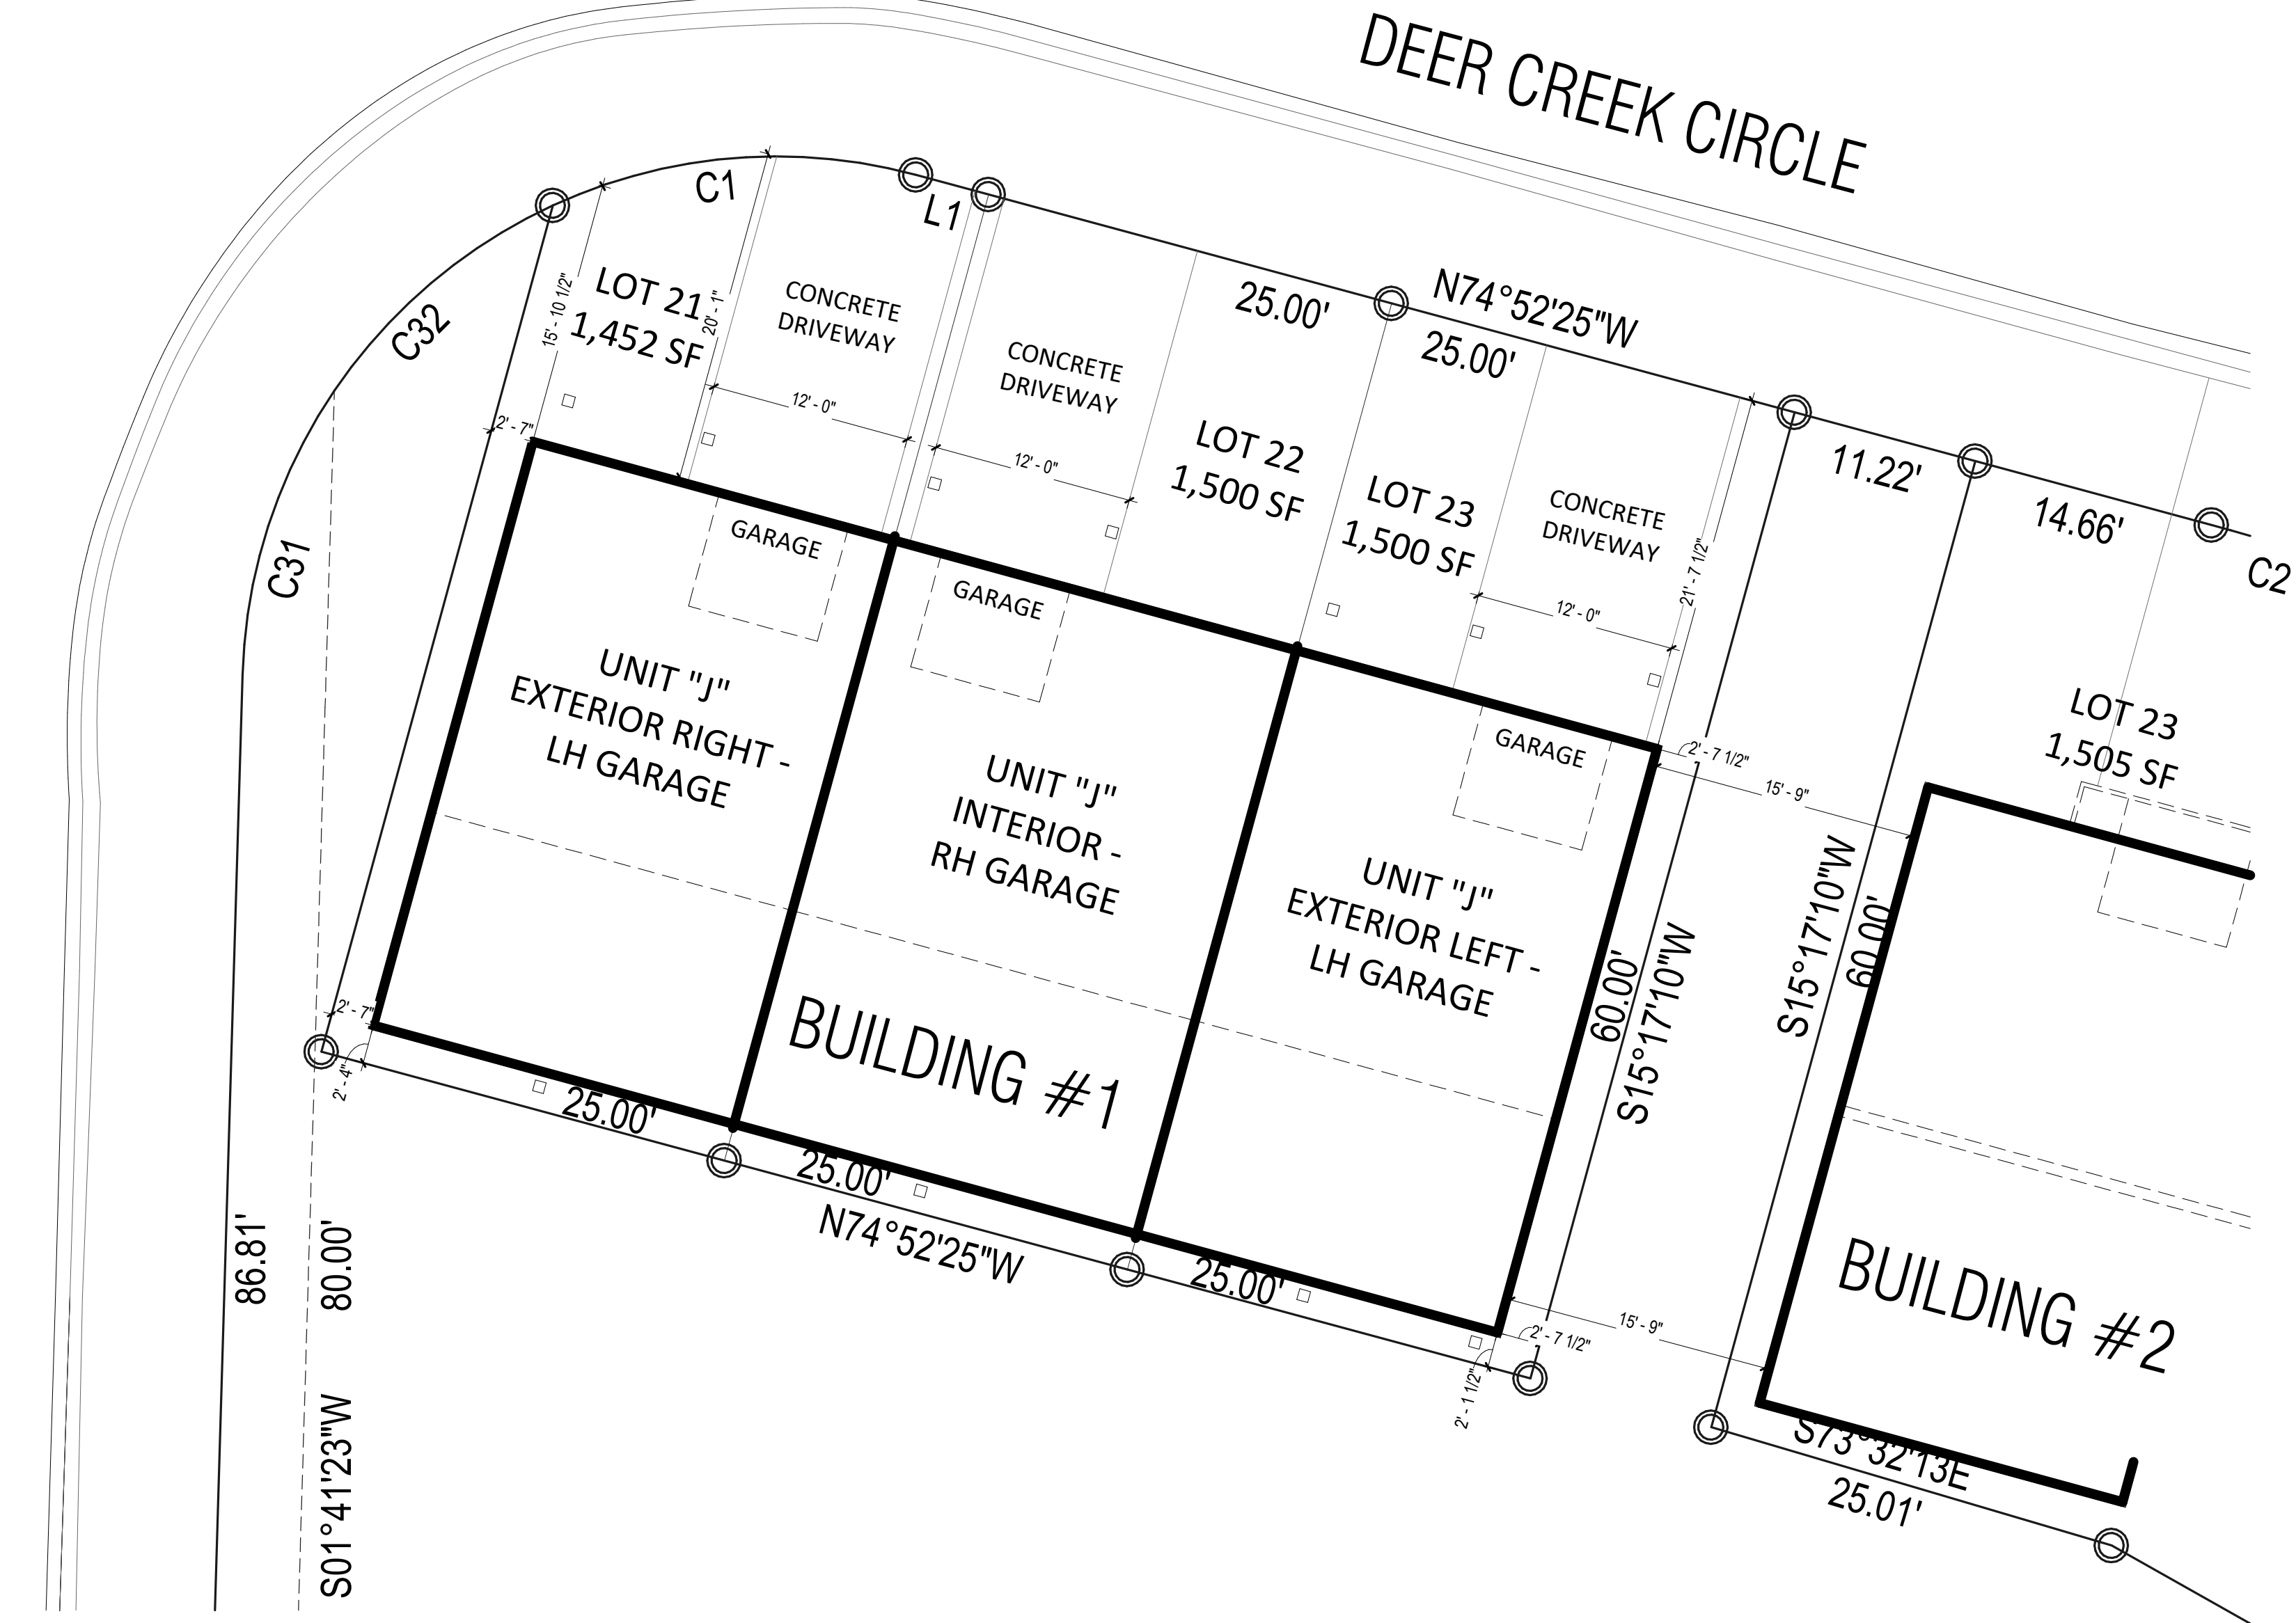 DEER CREEK CIRCLE
C1
L1
C32
C31
LOT 21
1,452 SF
15' - 10 1/2"
20' - 1"
CONCRETE
DRIVEWAY
12' - 0"
2' - 7"
CONCRETE
DRIVEWAY
12' - 0"
25.00'
N74°52'25"W
25.00'
LOT 22
1,500 SF
LOT 23
1,500 SF
CONCRETE
DRIVEWAY
12' - 0"
21' - 7 1/2"
11.22'
14.66'
C2
GARAGE
GARAGE
GARAGE
2' - 7 1/2"
15' - 9"
LOT 23
1,505 SF
UNIT "J"
EXTERIOR RIGHT -
LH GARAGE
UNIT "J"
INTERIOR -
RH GARAGE
UNIT "J"
EXTERIOR LEFT -
LH GARAGE
60.00'
S15°17'10"W
S15°17'10"W
60.00'
BUILDING #1
2' - 7"
2' - 4"
25.00'
25.00'
N74°52'25"W
25.00'
2' - 1 1/2"
2' - 7 1/2"
15' - 9"
BUILDING #2
S73°32'13E
25.01'
86.81'
80.00'
S01°41'23"W